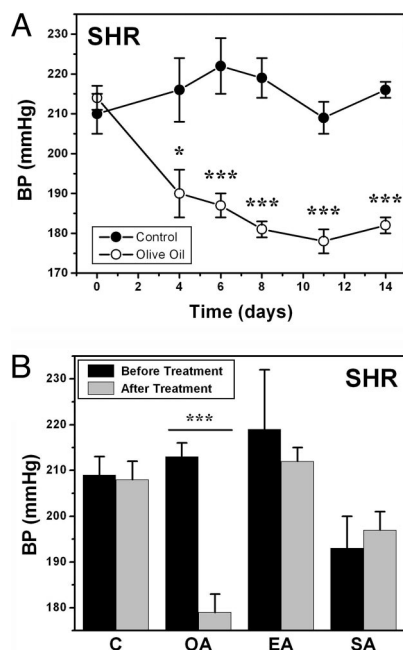 A
SHR
230
220
210
200
190
180
170
BP (mmHg)
*
***
***
***
***
Control
Olive Oil
0 2 4 6 8 10 12 14
Time (days)
B
Before Treatment
After Treatment
SHR
230
220
210
200
190
180
BP (mmHg)
***
C OA EA SA